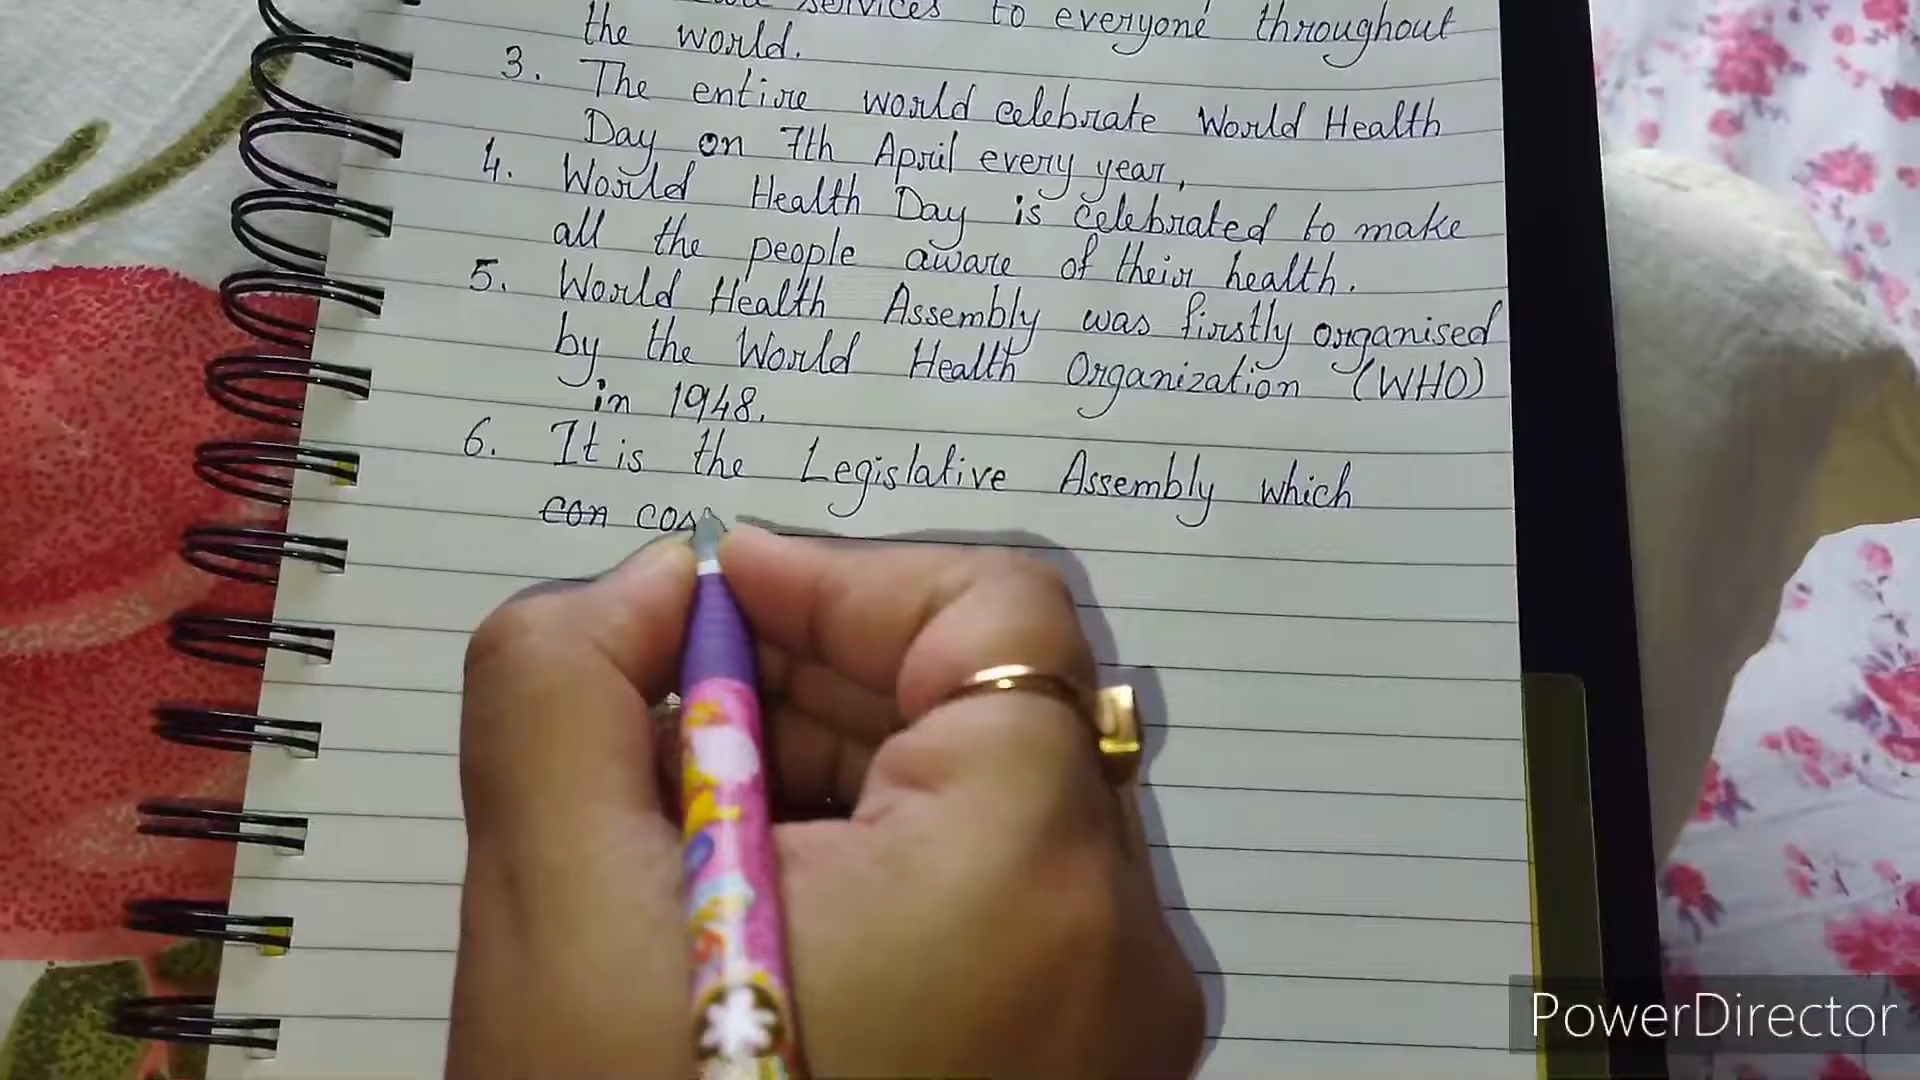 services to everyone throughout
the world.
3. The entire world celebrate World Health
Day on 7th April every year,
4. World Health Day is celebrated to make
all the people aware of their health.
5. World Health Assembly was firstly organised
by the World Health Organization (WHO)
in 1948.
6. It is the Legislative Assembly which
con
PowerDirector